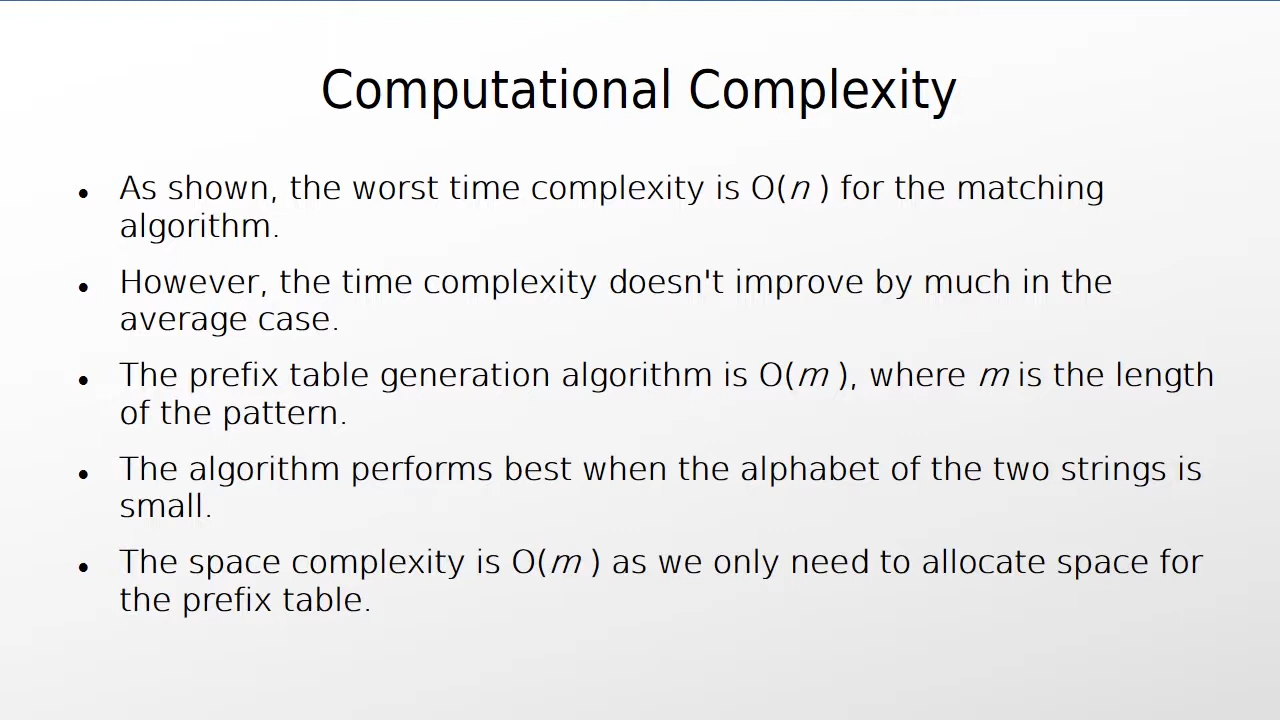 Computational Complexity
• As shown, the worst time complexity is O(n ) for the matching
algorithm.
• However, the time complexity doesn't improve by much in the
average case.
• The prefix table generation algorithm is O(m ), where m is the length
of the pattern.
• The algorithm performs best when the alphabet of the two strings is
small.
• The space complexity is O(m ) as we only need to allocate space for
the prefix table.